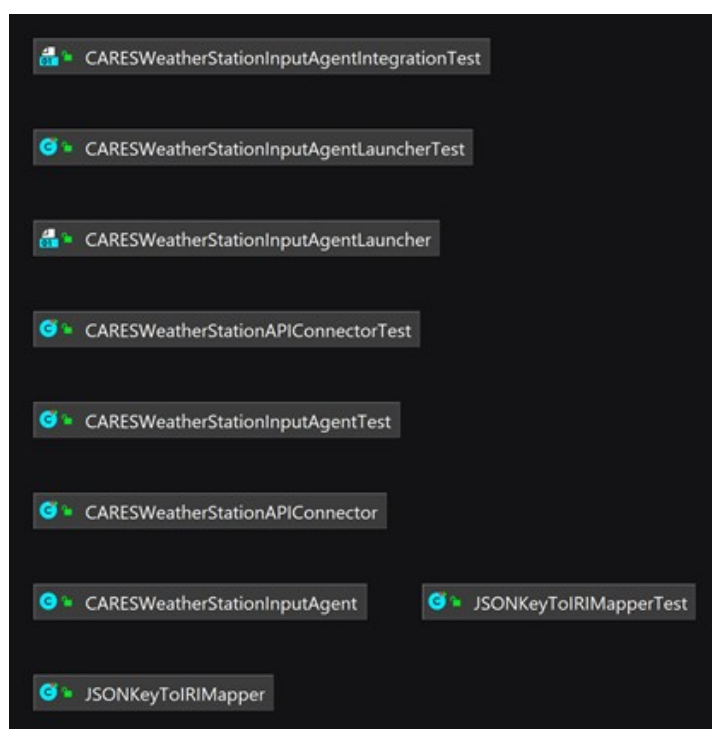 CARESWeatherStationInputAgentIntegrationTest
CARESWeatherStationInputAgentLauncherTest
CARESWeatherStationInputAgentLauncher
CARESWeatherStationAPIConnectorTest
CARESWeatherStationInputAgentTest
CARESWeatherStationAPIConnector
CARESWeatherStationInputAgent
JSONKeyToIRIMapperTest
JSONKeyToIRIMapper